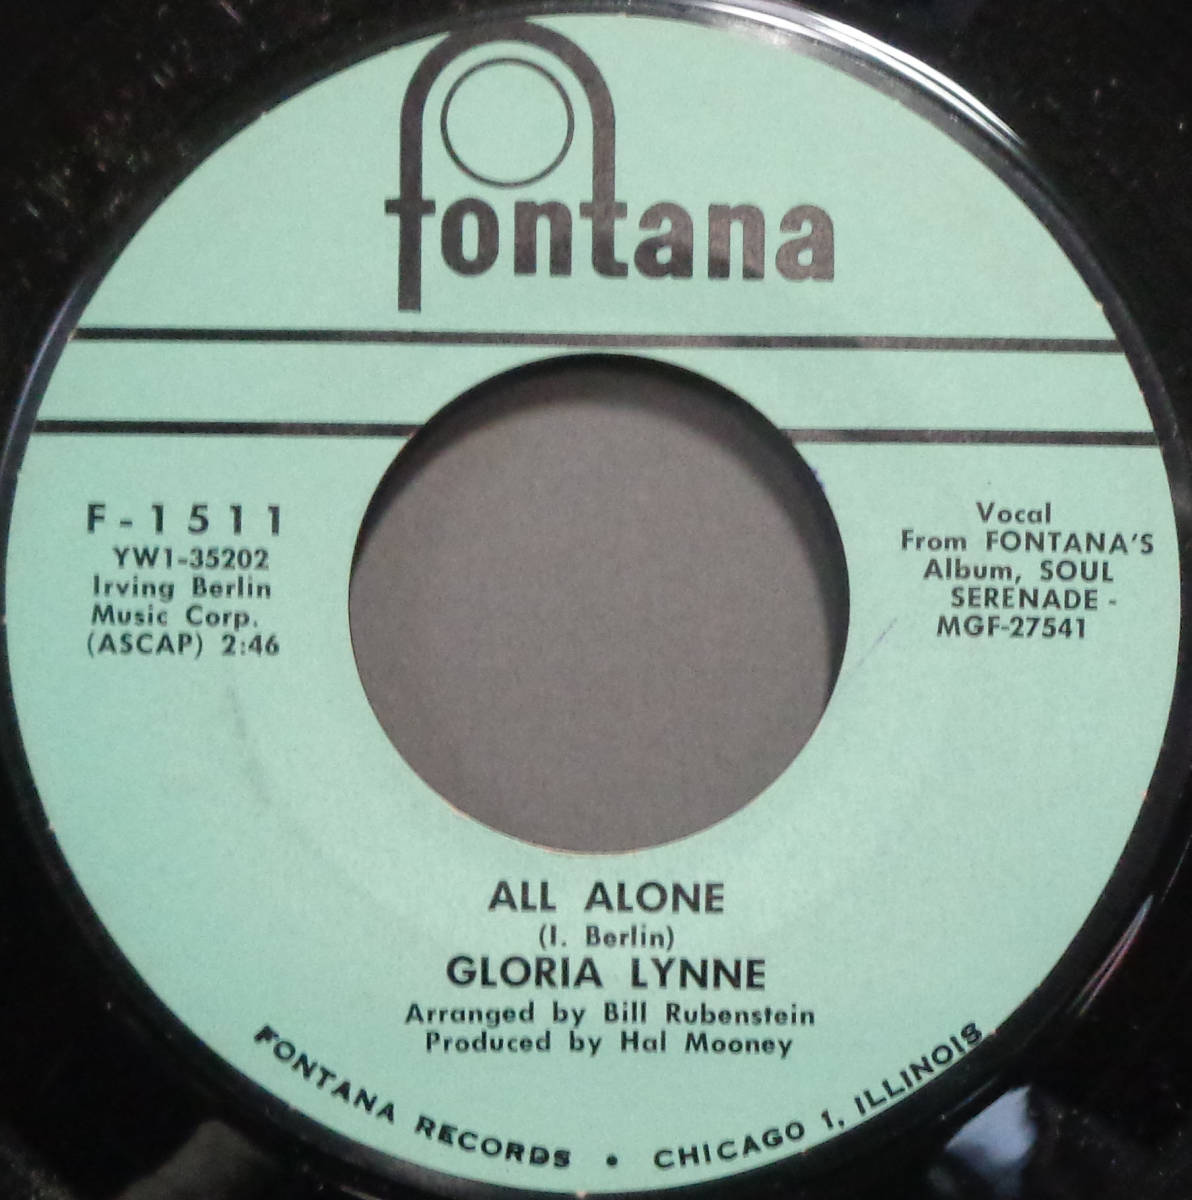 fontana
F-1511
YW1-35202
Irving Berlin
Music Corp.
(ASCAP) 2:46
Vocal
From FONTANA'S
Album, SOUL
SERENADE -
MGF-27541
ALL ALONE
(I. Berlin)
GLORIA LYNNE
Arranged by Bill Rubenstein
Produced by Hal Mooney
FONTANA RECORDS • CHICAGO 1, ILLINOIS